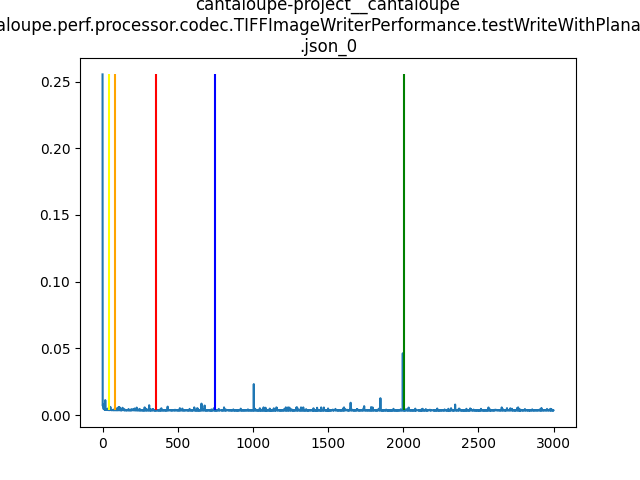 cantaloupe-project__cantaloupe
aloupe.perf.processor.codec.TIFFImageWriterPerformance.testWriteWithPlana
.json_0
0.25
0.20
0.15
0.10
0.05
0.00
0 500 1000 1500 2000 2500 3000